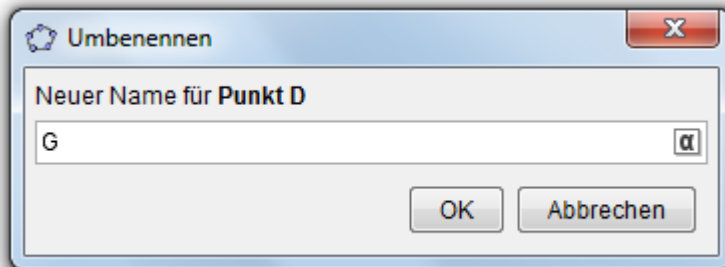 Umbenennen
Neuer Name für Punkt D
G
α
OK Abbrechen